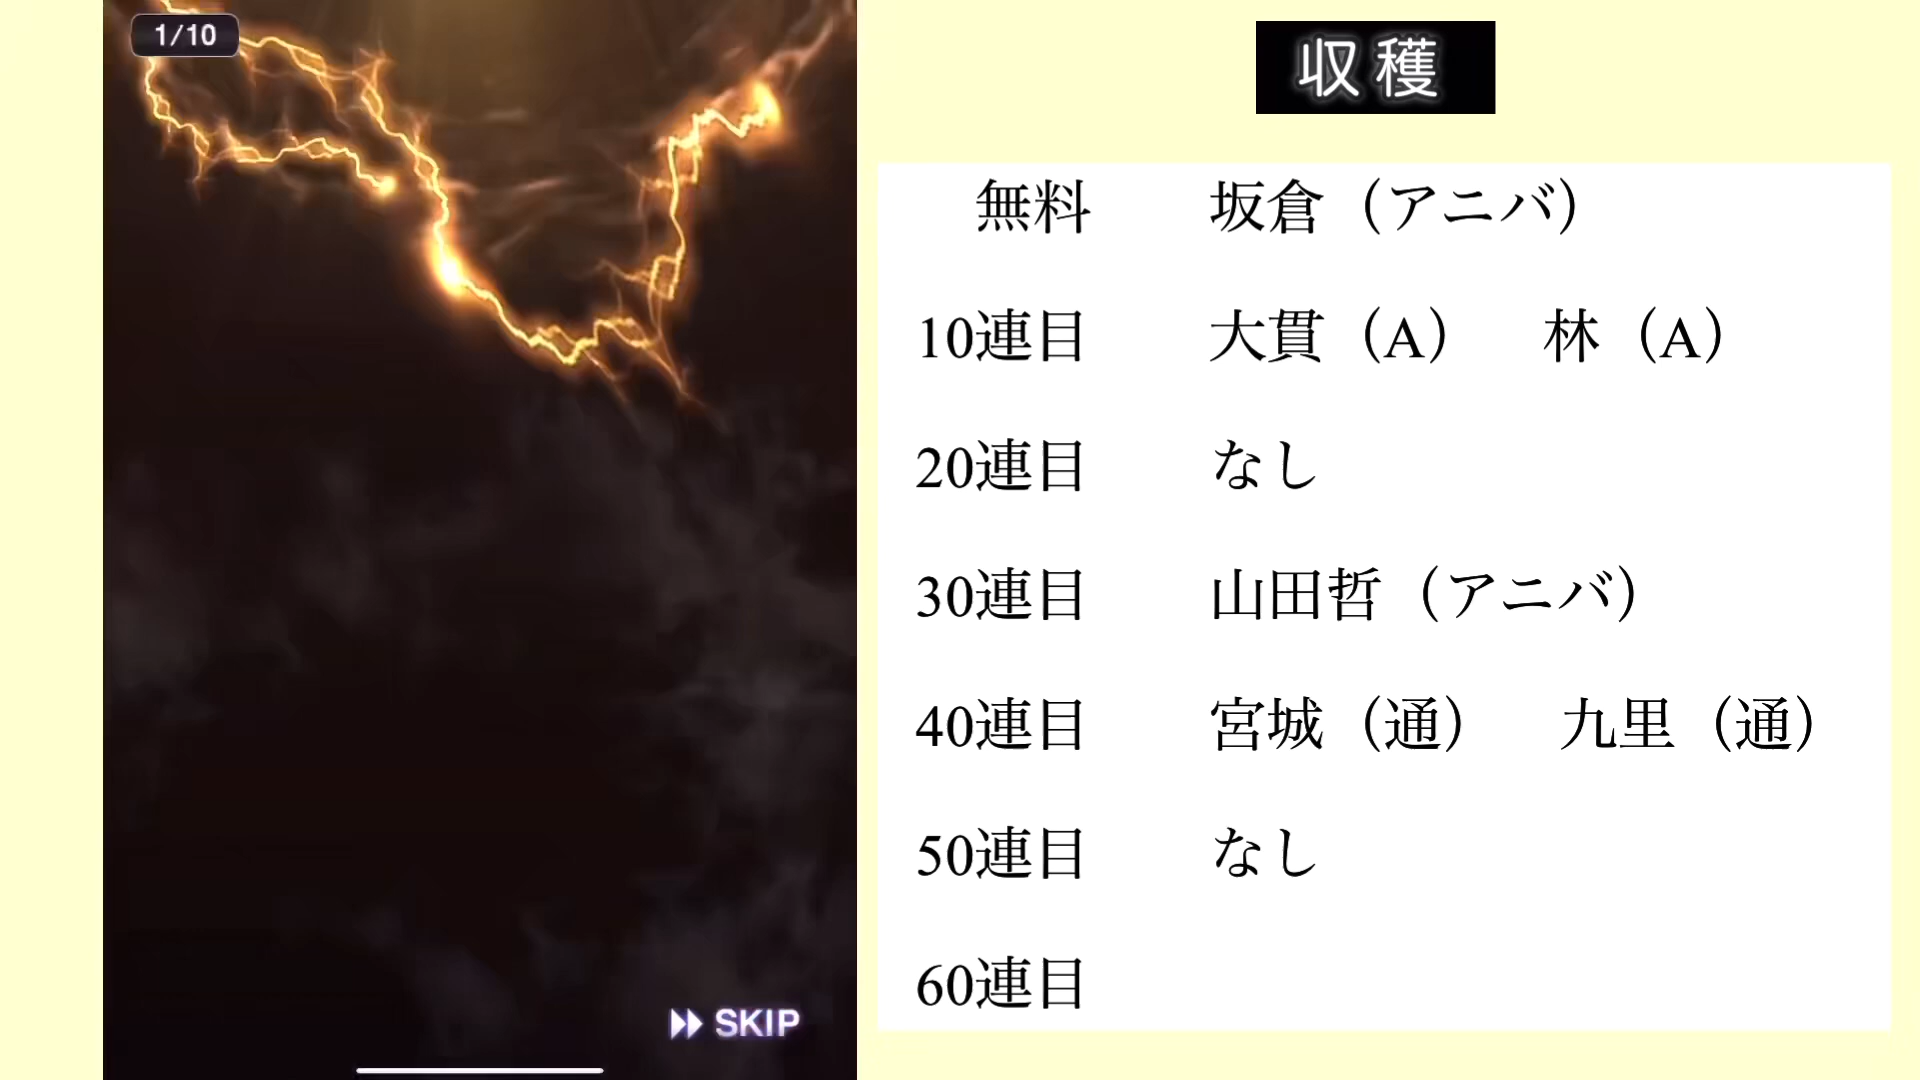 1/10
SKIP
収穫
無料 坂倉（アニバ）
10連目 大貫（A） 林（A）
20連目 なし
30連目 山田哲（アニバ）
40連目 宮城（通） 九里（通）
50連目 なし
60連目